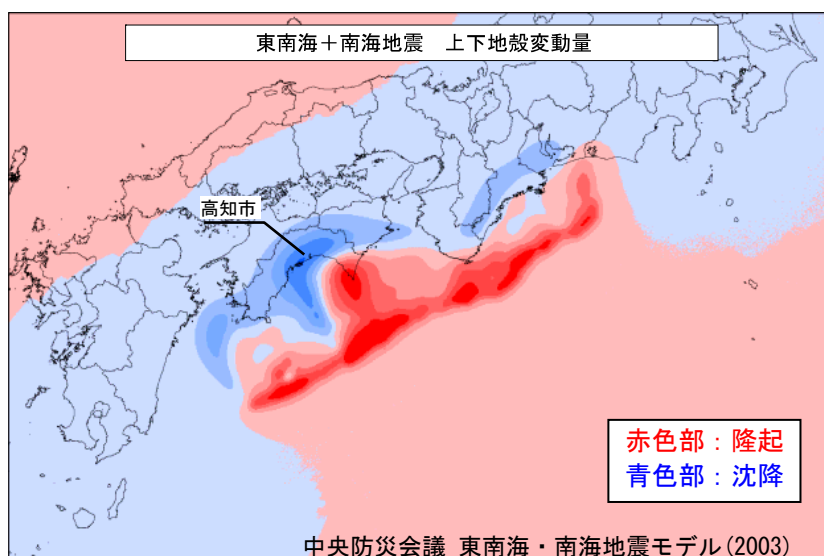 東南海＋南海地震　上下地殻変動量
高知市
赤色部：隆起
青色部：沈降
中央防災会議 東南海・南海地震モデル(2003)